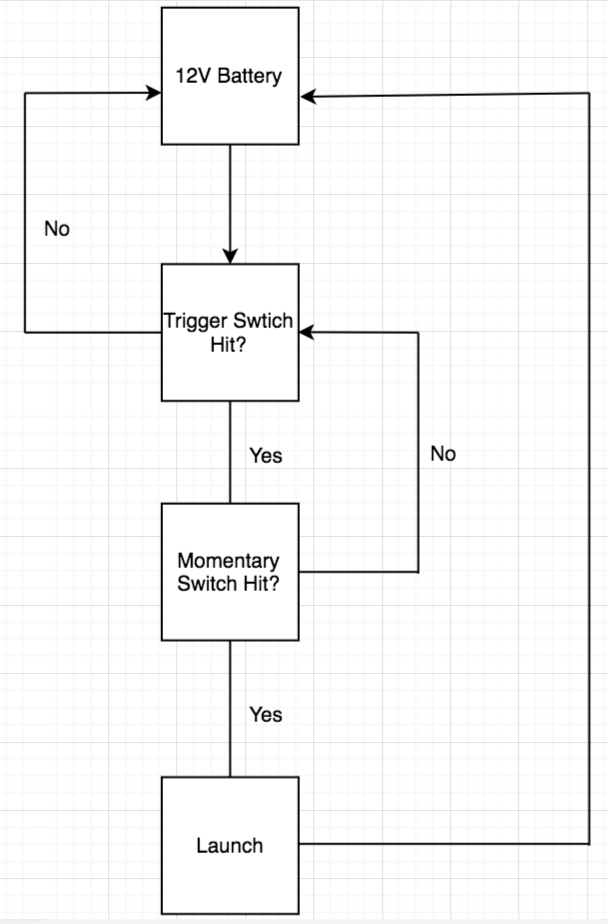 12V Battery
No
Trigger Swtich
Hit?
Yes
No
Momentary
Switch Hit?
Yes
Launch